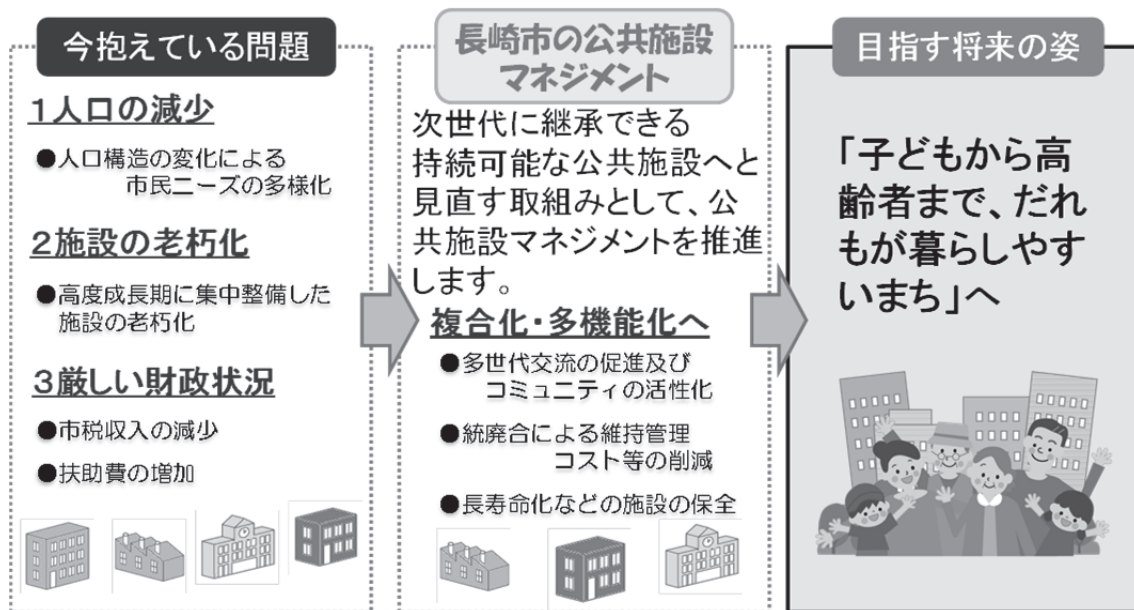 今抱えている問題
1人口の減少
●人口構造の変化による
市民ニーズの多様化
2施設の老朽化
●高度成長期に集中整備した
施設の老朽化
3厳しい財政状況
●市税収入の減少
●扶助費の増加
長崎市の公共施設
マネジメント
次世代に継承できる
持続可能な公共施設へと
見直す取組みとして、公
共施設マネジメントを推進
します。
複合化・多機能化へ
●多世代交流の促進及び
コミュニティの活性化
●統廃合による維持管理
コスト等の削減
●長寿命化などの施設の保全
目指す将来の姿
「子どもから高
齢者まで、だれ
もが暮らしやす
いまち」へ